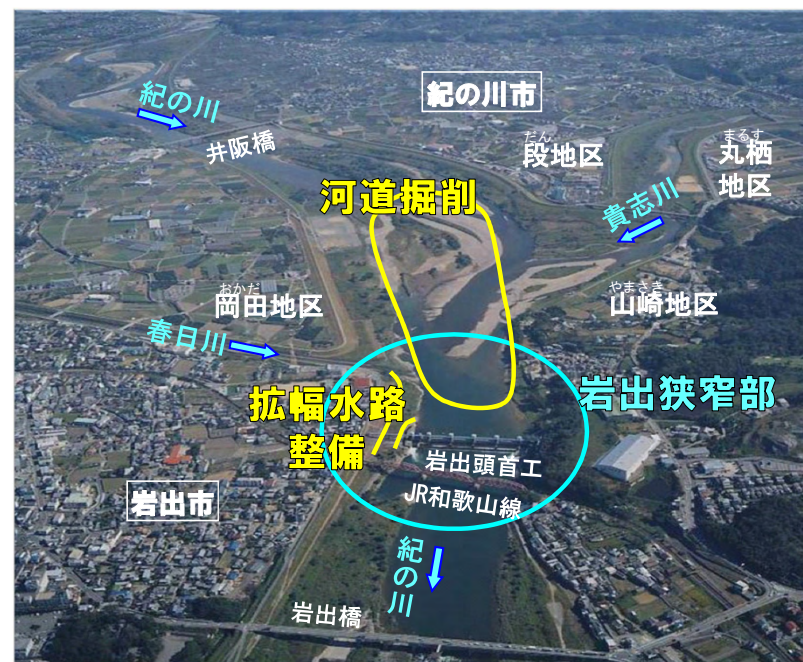 紀の川
紀の川市
井阪橋
だん
段地区
まるす
丸栖
地区
河道掘削
貴志川
おかだ
岡田地区
やまさき
山崎地区
春日川
拡幅水路
整備
岩出狭窄部
岩出頭首工
JR和歌山線
岩出市
紀の川
岩出橋